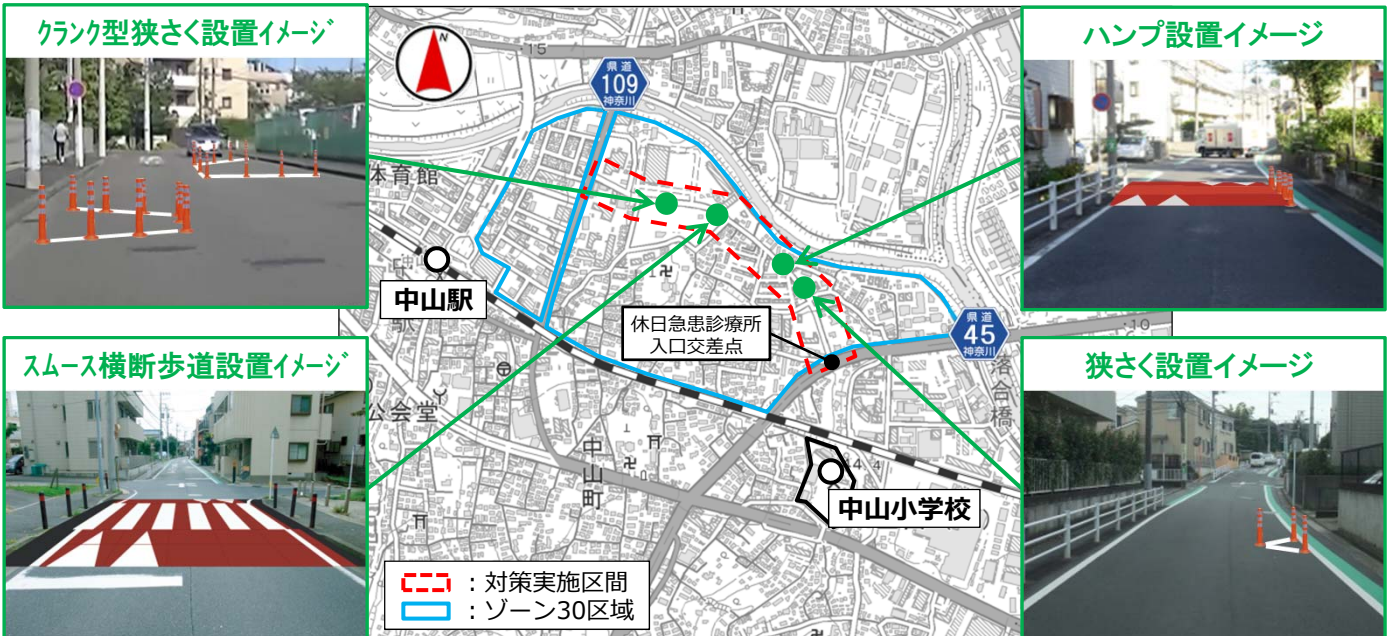 クランク型狭さく設置イメージ
スムース横断歩道設置イメージ
N
15
県道
109
神奈川
体育館
中山駅
駅
公会堂
中山町
休日急患診療所
入口交差点
県道
45
神奈川
10
落合橋
44
4
中山小学校
：対策実施区間
：ゾーン30区域
ハンプ設置イメージ
狭さく設置イメージ